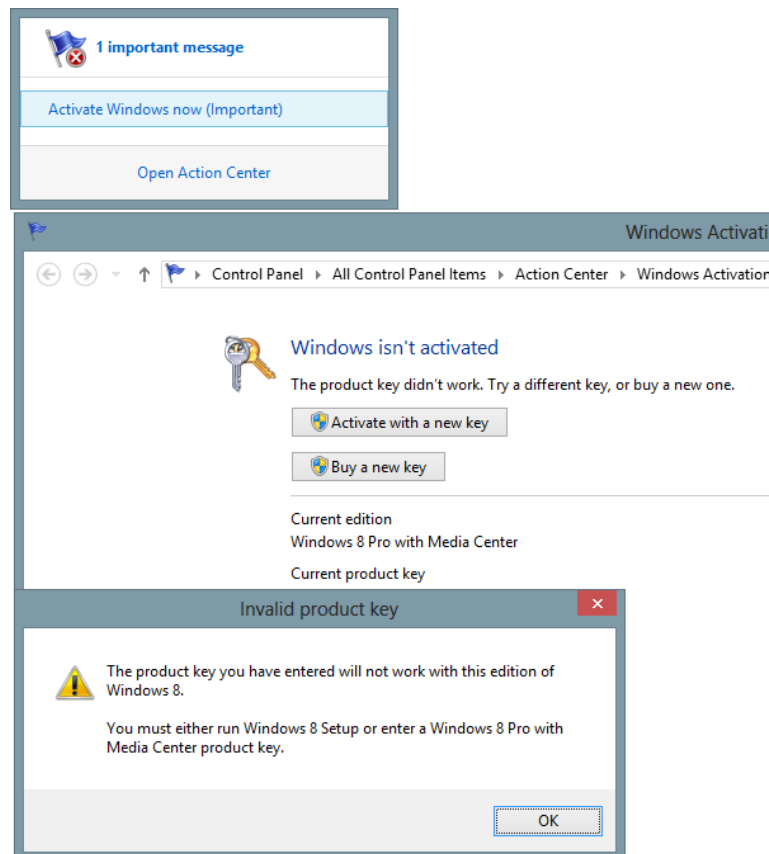 1 important message
Activate Windows now (Important)
Open Action Center
Windows Activati
Control Panel All Control Panel Items Action Center Windows Activation
Windows isn't activated
The product key didn't work. Try a different key, or buy a new one.
Activate with a new key
Buy a new key
Current edition
Windows 8 Pro with Media Center
Current product key
Invalid product key
The product key you have entered will not work with this edition of
Windows 8.
You must either run Windows 8 Setup or enter a Windows 8 Pro with
Media Center product key.
OK